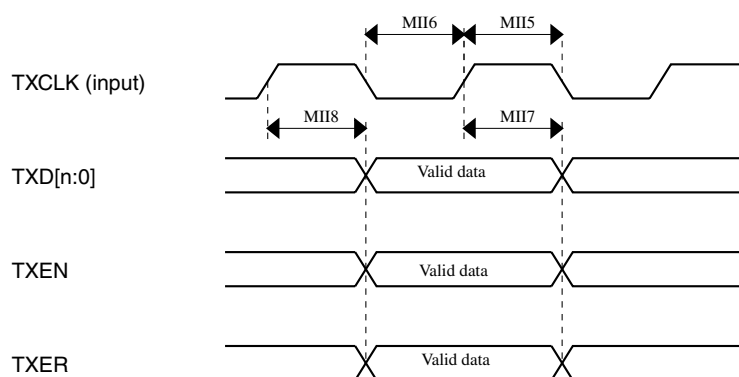 MII6 MII5
TXCLK (input)
MII8 MII7
TXD[n:0] Valid data
TXEN Valid data
TXER Valid data